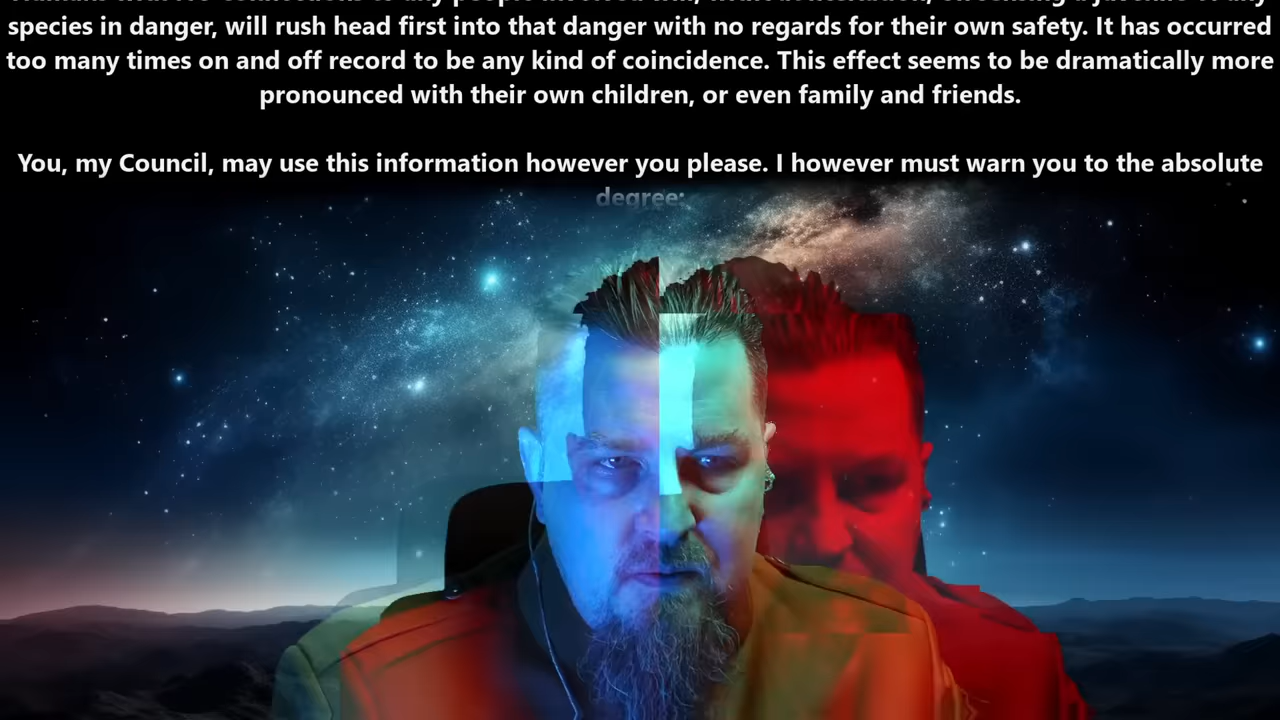 species in danger, will rush head first into that danger with no regards for their own safety. It has occurred
too many times on and off record to be any kind of coincidence. This effect seems to be dramatically more
pronounced with their own children, or even family and friends.
You, my Council, may use this information however you please. I however must warn you to the absolute
degree: